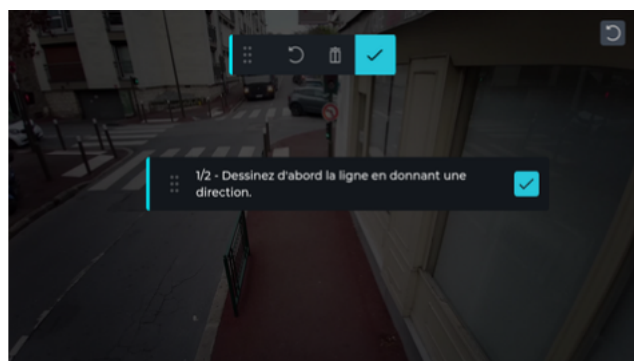 1/2 - Dessinez d'abord la ligne en donnant une
direction.